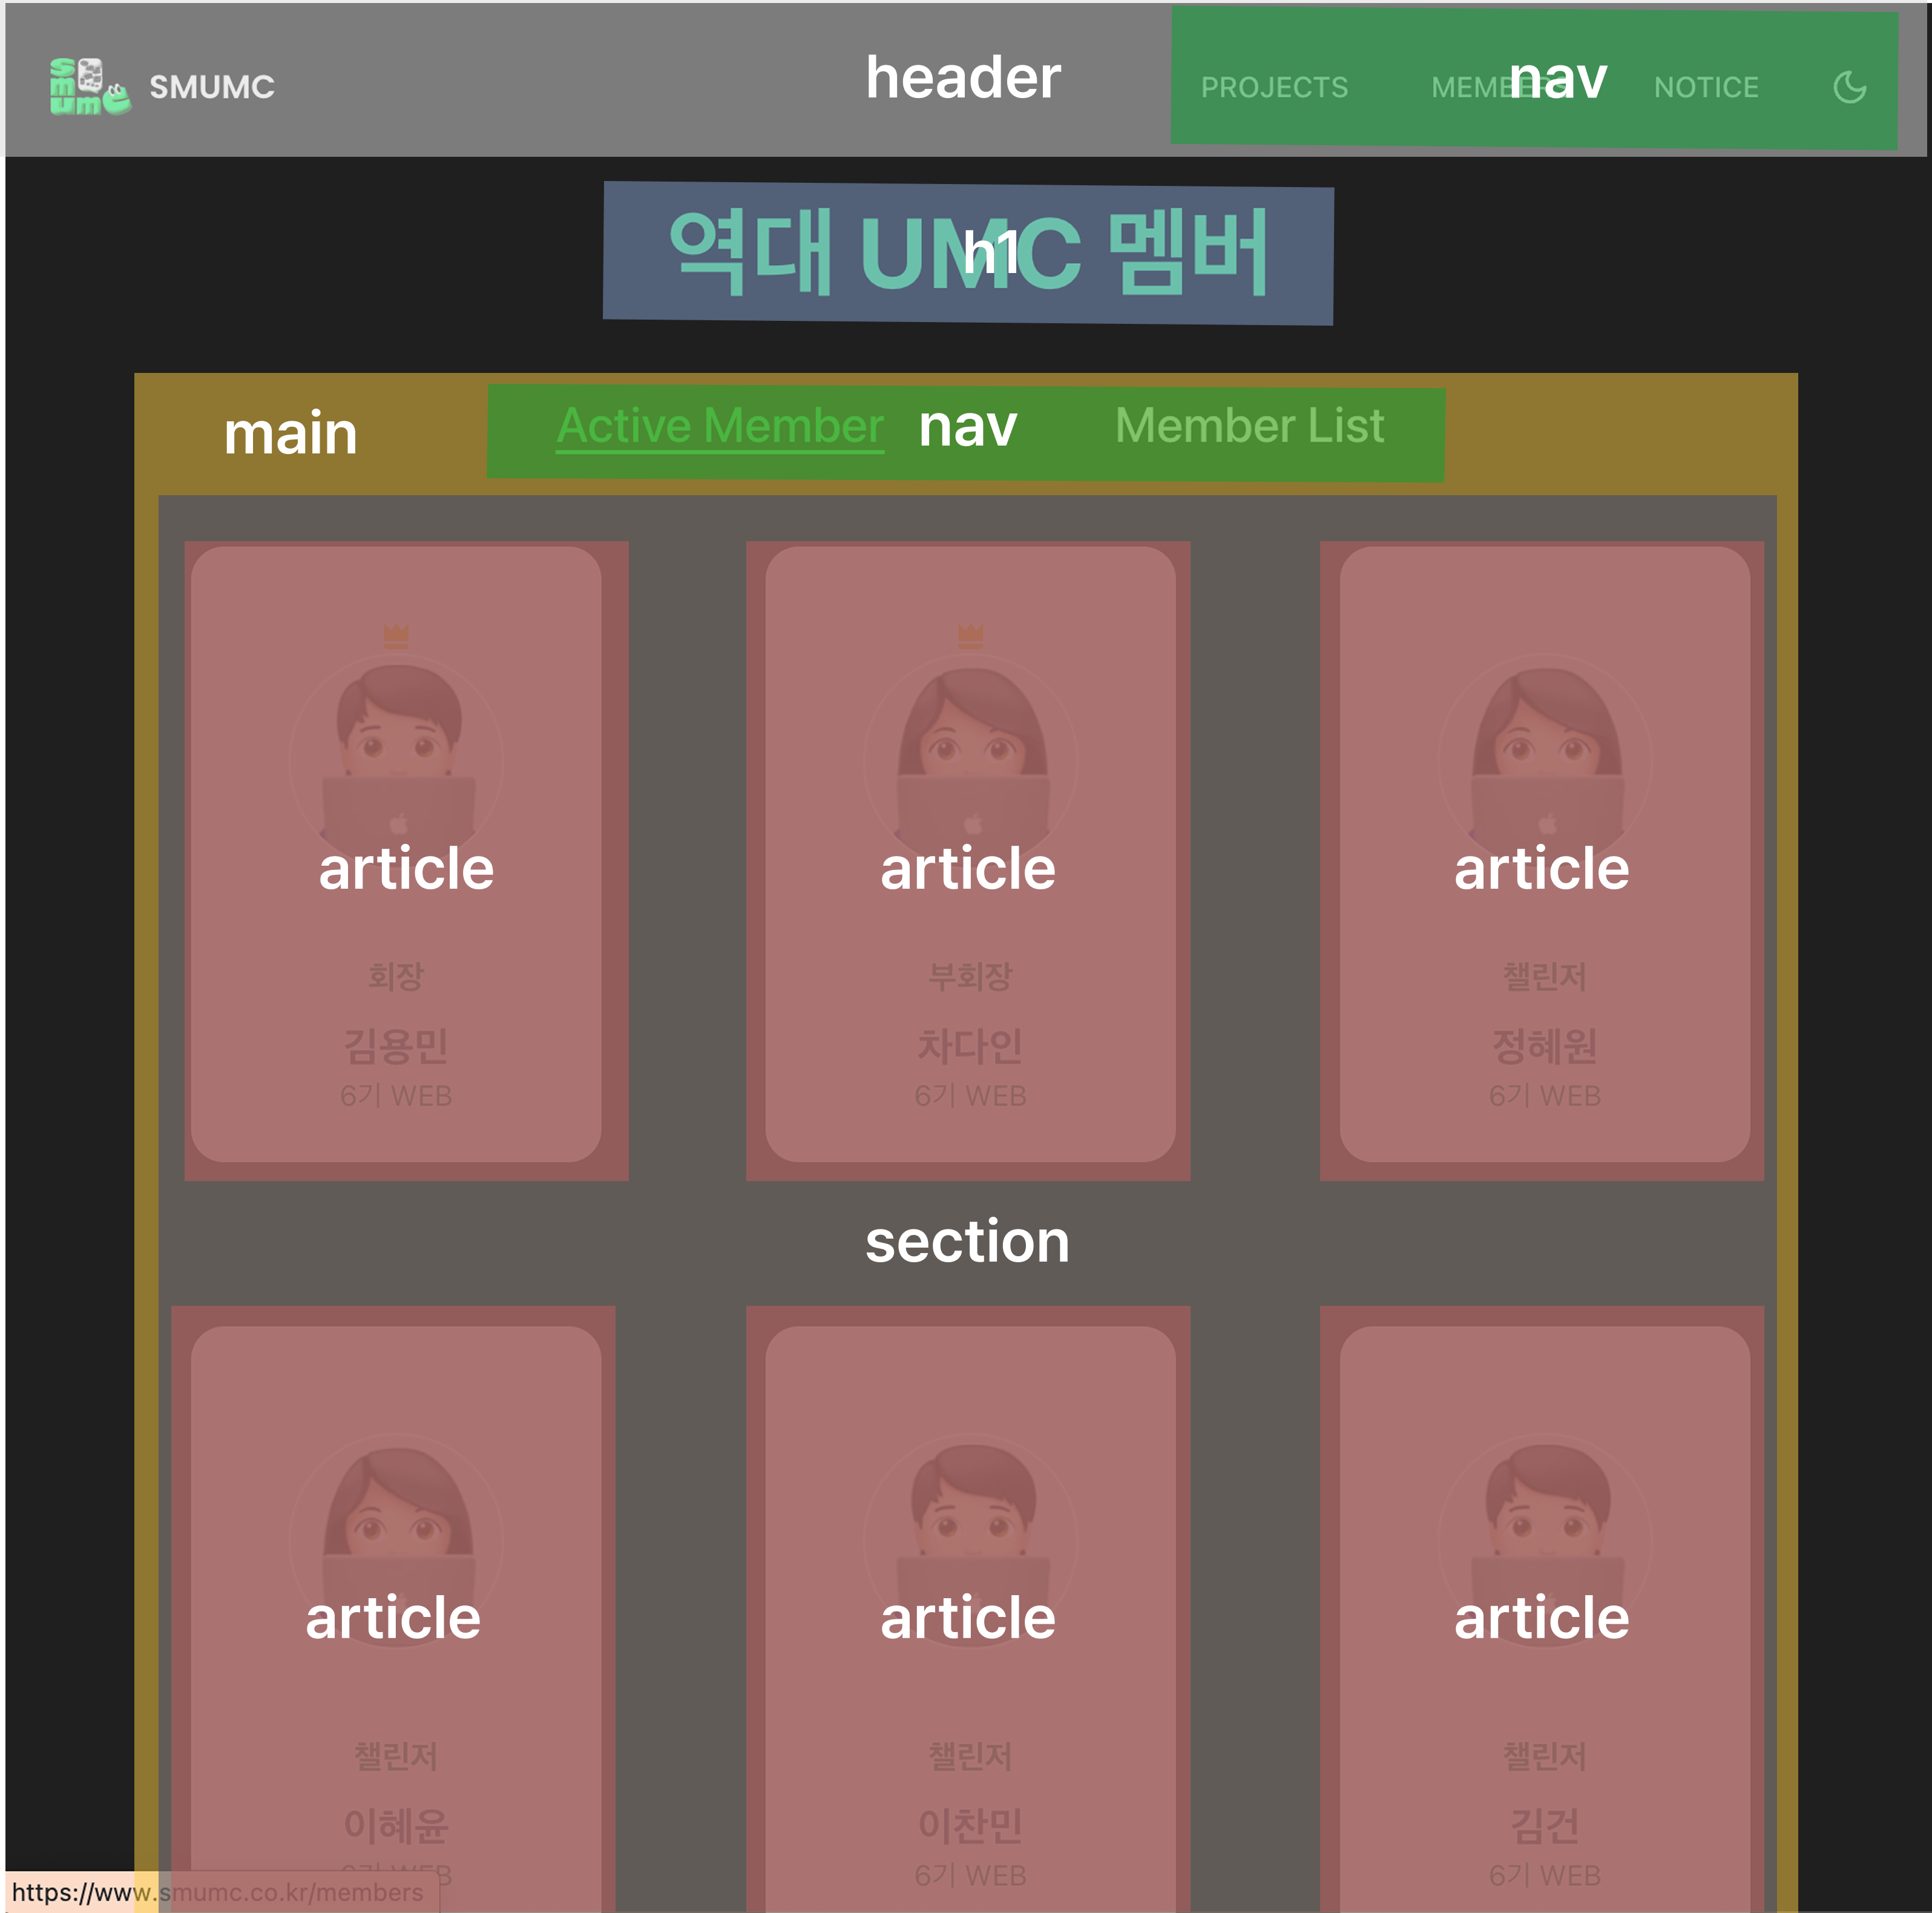 smume SMUMC
header
PROJECTS MEMBERS NOTICE
nav
역대 UMC 멤버
h1
main
Active Member
nav
Member List
article
article
article
회장
부회장
챌린저
김용민
차다인
정혜원
6기 WEB
6기 WEB
6기 WEB
section
article
article
article
챌린저
챌린저
챌린저
이혜윤
이찬민
김건
6기 WEB
6기 WEB
6기 WEB
https://www.smumc.co.kr/members